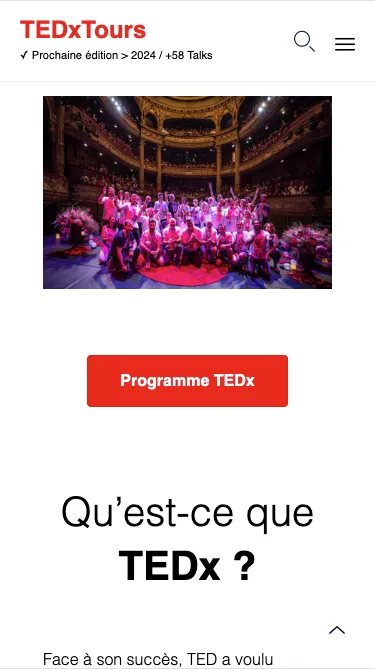 TEDxTours
✓ Prochaine édition > 2024 / +58 Talks
Programme TEDx
Qu’est-ce que
TEDx ?
Face à son succès, TED a voulu